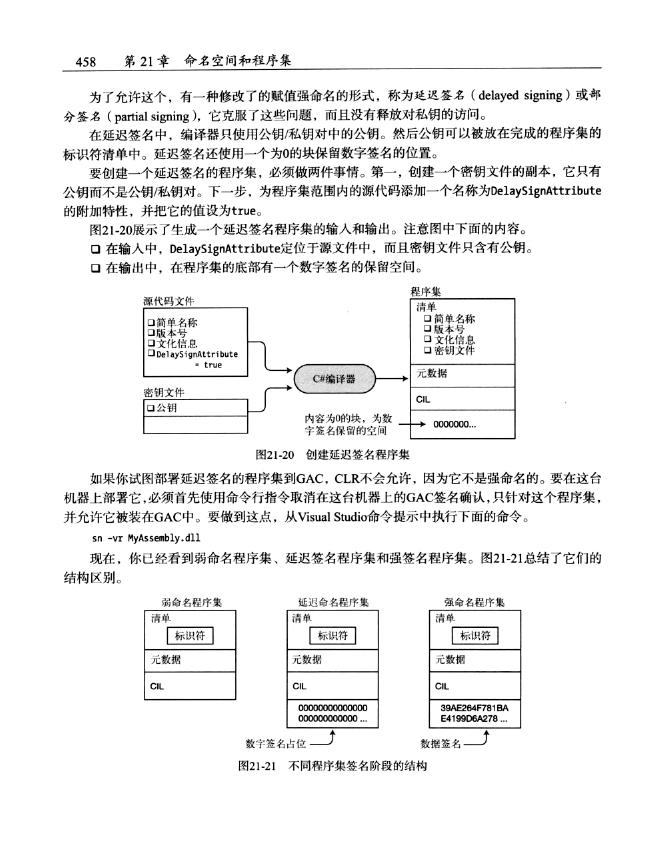 458 第21章 命名空间和程序集
为了允许这个，有一种修改了的赋值强命名的形式，称为延迟签名（delayed signing）或部
分签名（partial signing），它克服了这些问题，而且没有释放对私钥的访问。
在延迟签名中，编译器只使用公钥/私钥对中的公钥。然后公钥可以被放在完成的程序集的
标识符清单中。延迟签名还使用一个为0的块保留数字签名的位置。
要创建一个延迟签名的程序集，必须做两件事情。第一，创建一个密钥文件的副本，它只有
公钥而不是公钥/私钥对。下一步，为程序集范围内的源代码添加一个名称为DelaySignAttribute
的附加特性，并把它的值设为true。
图21-20展示了生成一个延迟签名程序集的输入和输出。注意图中下面的内容。
❑ 在输入中，DelaySignAttribute定位于源文件中，而且密钥文件只含有公钥。
❑ 在输出中，在程序集的底部有一个数字签名的保留空间。
源代码文件
❑简单名称
❑版本号
❑文化信息
❑DelaySignAttribute
= true
密钥文件
❑公钥
C#编译器
程序集
清单
❑简单名称
❑版本号
❑文化信息
❑密钥文件
元数据
CIL
内容为0的块，为数
字签名保留的空间
0000000...
图21-20 创建延迟签名程序集
如果你试图部署延迟签名的程序集到GAC，CLR不会允许，因为它不是强命名的。要在这台
机器上部署它，必须首先使用命令行指令取消在这台机器上的GAC签名确认，只针对这个程序集，
并允许它被装在GAC中。要做到这点，从Visual Studio命令提示中执行下面的命令。
sn -vr MyAssembly.dll
现在，你已经看到弱命名程序集、延迟签名程序集和强签名程序集。图21-21总结了它们的
结构区别。
弱命名程序集
清单
标识符
元数据
CIL
延迟命名程序集
清单
标识符
元数据
CIL
00000000000000
000000000000 ...
数字签名占位
强命名程序集
清单
标识符
元数据
CIL
39AE264F781BA
E4199D6A278 ...
数据签名
图21-21 不同程序集签名阶段的结构